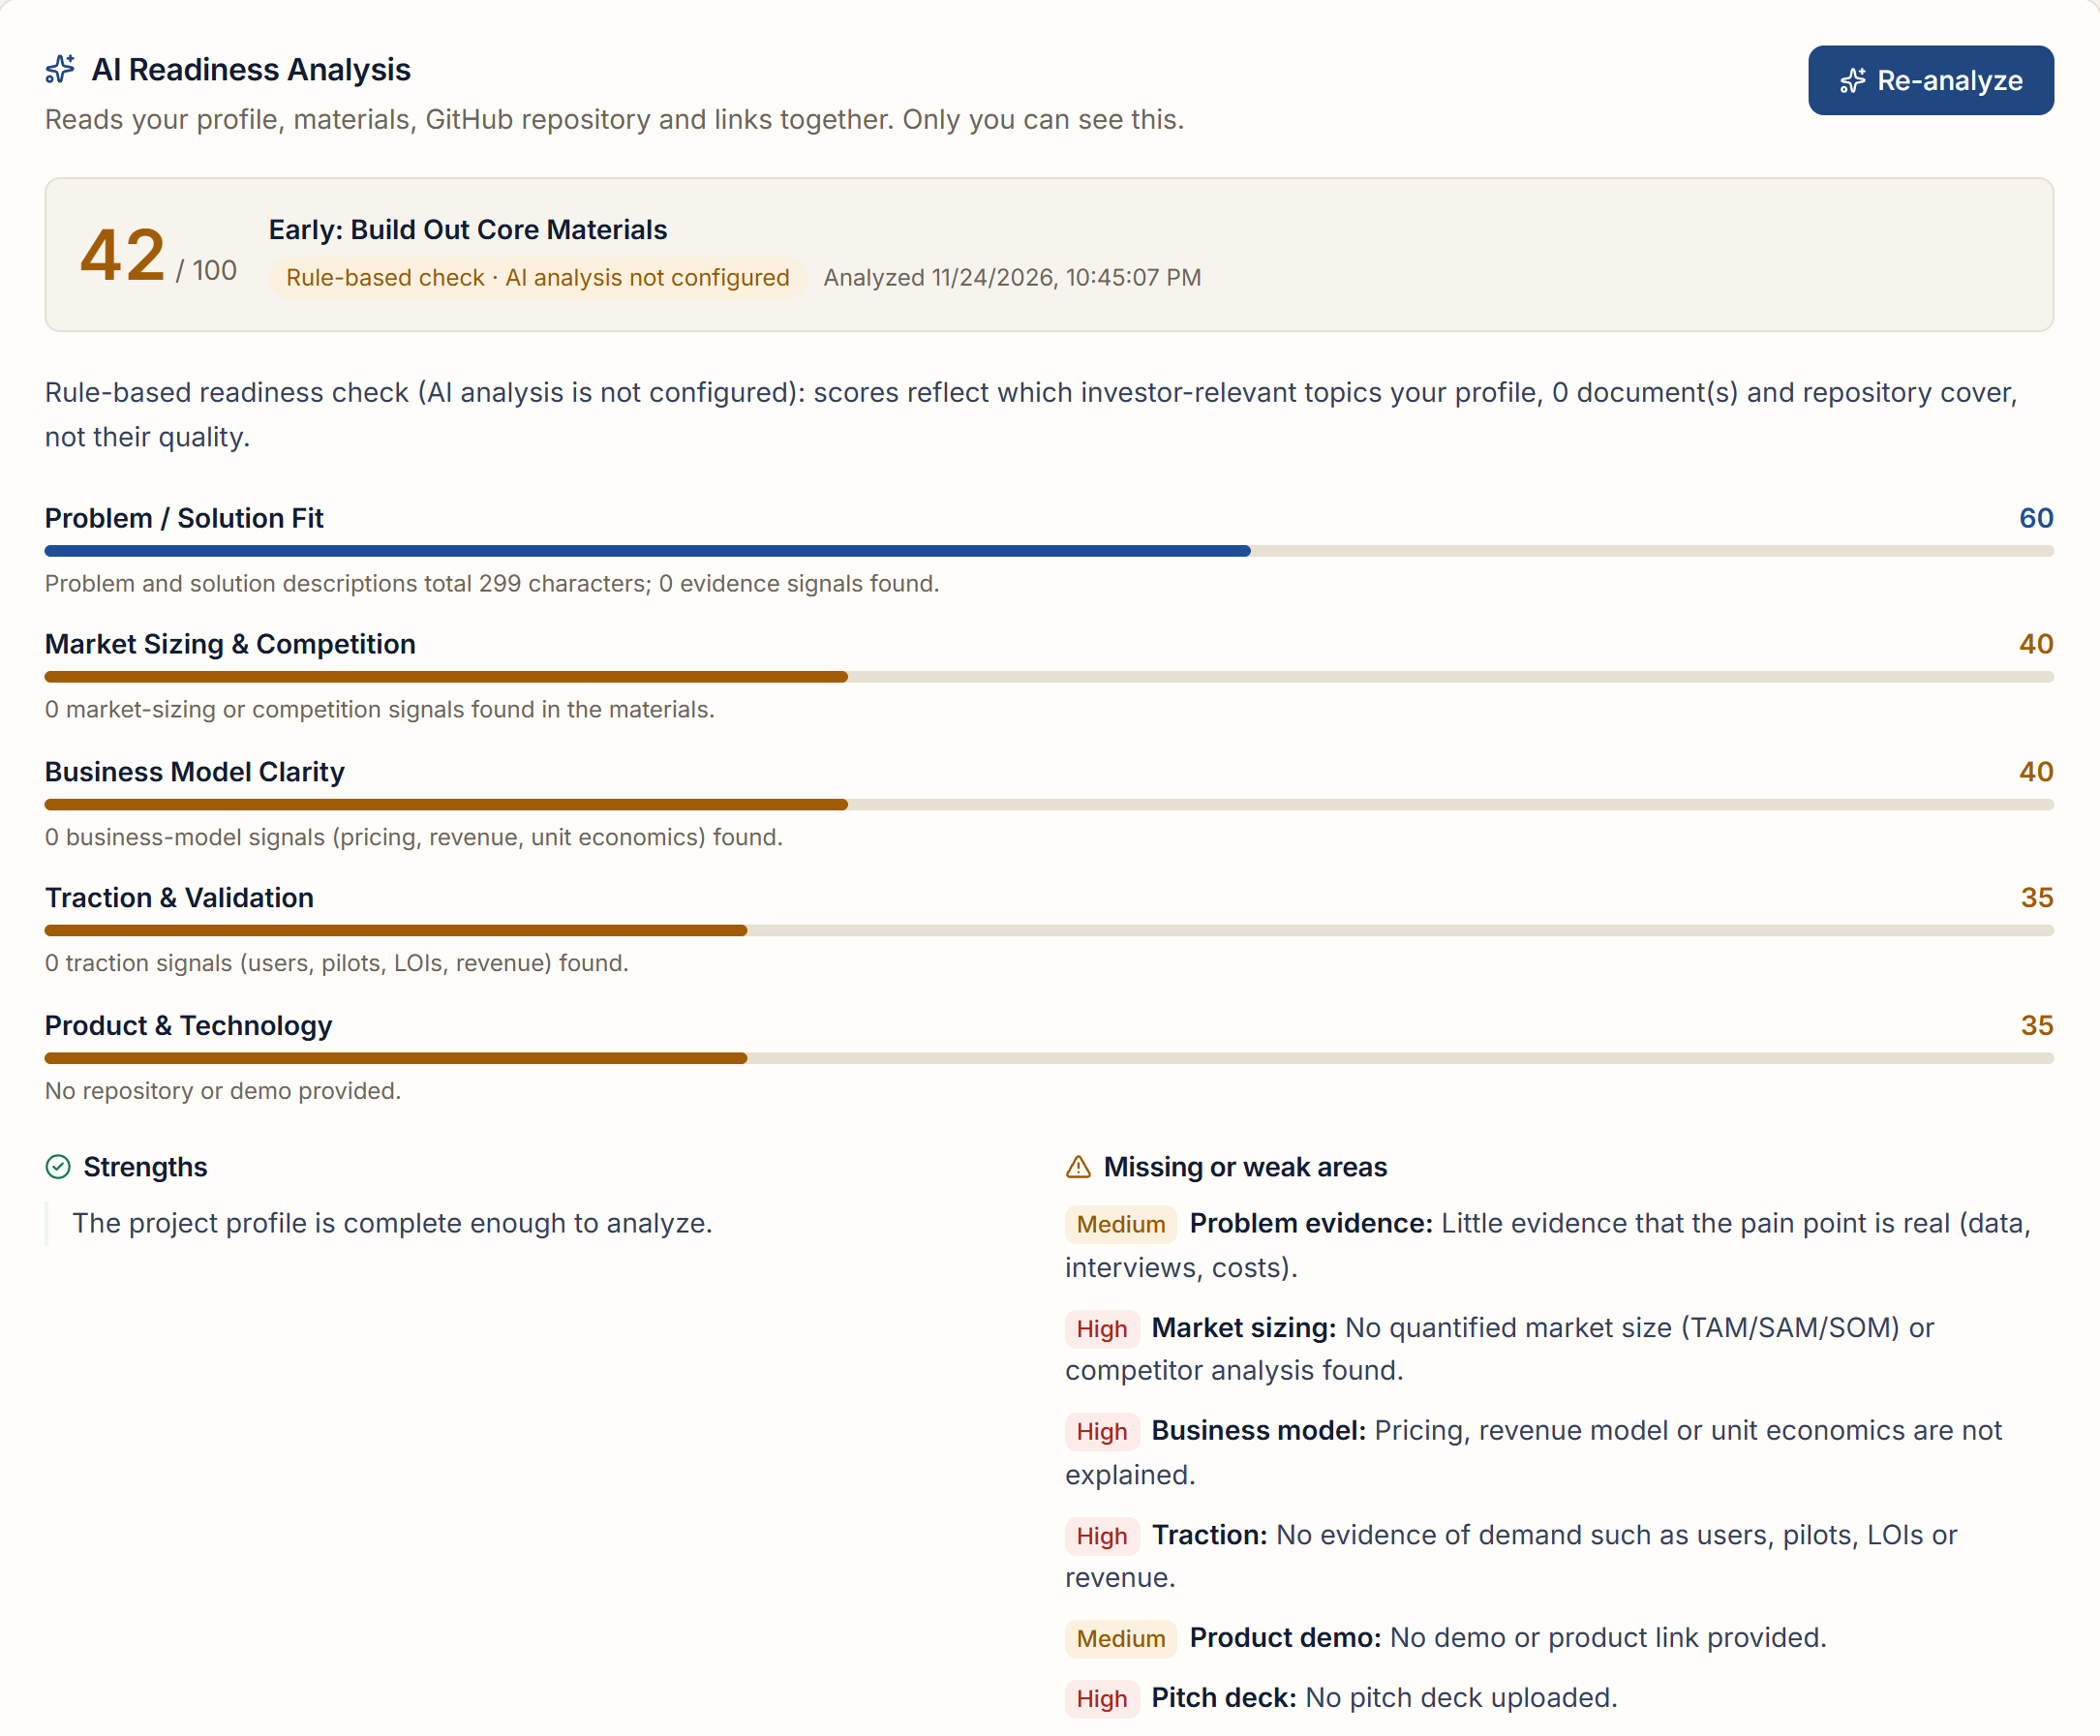 AI Readiness Analysis
Re-analyze
Reads your profile, materials, GitHub repository and links together. Only you can see this.
42 / 100
Early: Build Out Core Materials
Rule-based check · AI analysis not configured
Analyzed 11/24/2026, 10:45:07 PM
Rule-based readiness check (AI analysis is not configured): scores reflect which investor-relevant topics your profile, 0 document(s) and repository cover,
not their quality.
Problem / Solution Fit
60
Problem and solution descriptions total 299 characters; 0 evidence signals found.
Market Sizing & Competition
40
0 market-sizing or competition signals found in the materials.
Business Model Clarity
40
0 business-model signals (pricing, revenue, unit economics) found.
Traction & Validation
35
0 traction signals (users, pilots, LOIs, revenue) found.
Product & Technology
35
No repository or demo provided.
Strengths
The project profile is complete enough to analyze.
Missing or weak areas
Medium Problem evidence: Little evidence that the pain point is real (data,
interviews, costs).
High Market sizing: No quantified market size (TAM/SAM/SOM) or
competitor analysis found.
High Business model: Pricing, revenue model or unit economics are not
explained.
High Traction: No evidence of demand such as users, pilots, LOIs or
revenue.
Medium Product demo: No demo or product link provided.
High Pitch deck: No pitch deck uploaded.